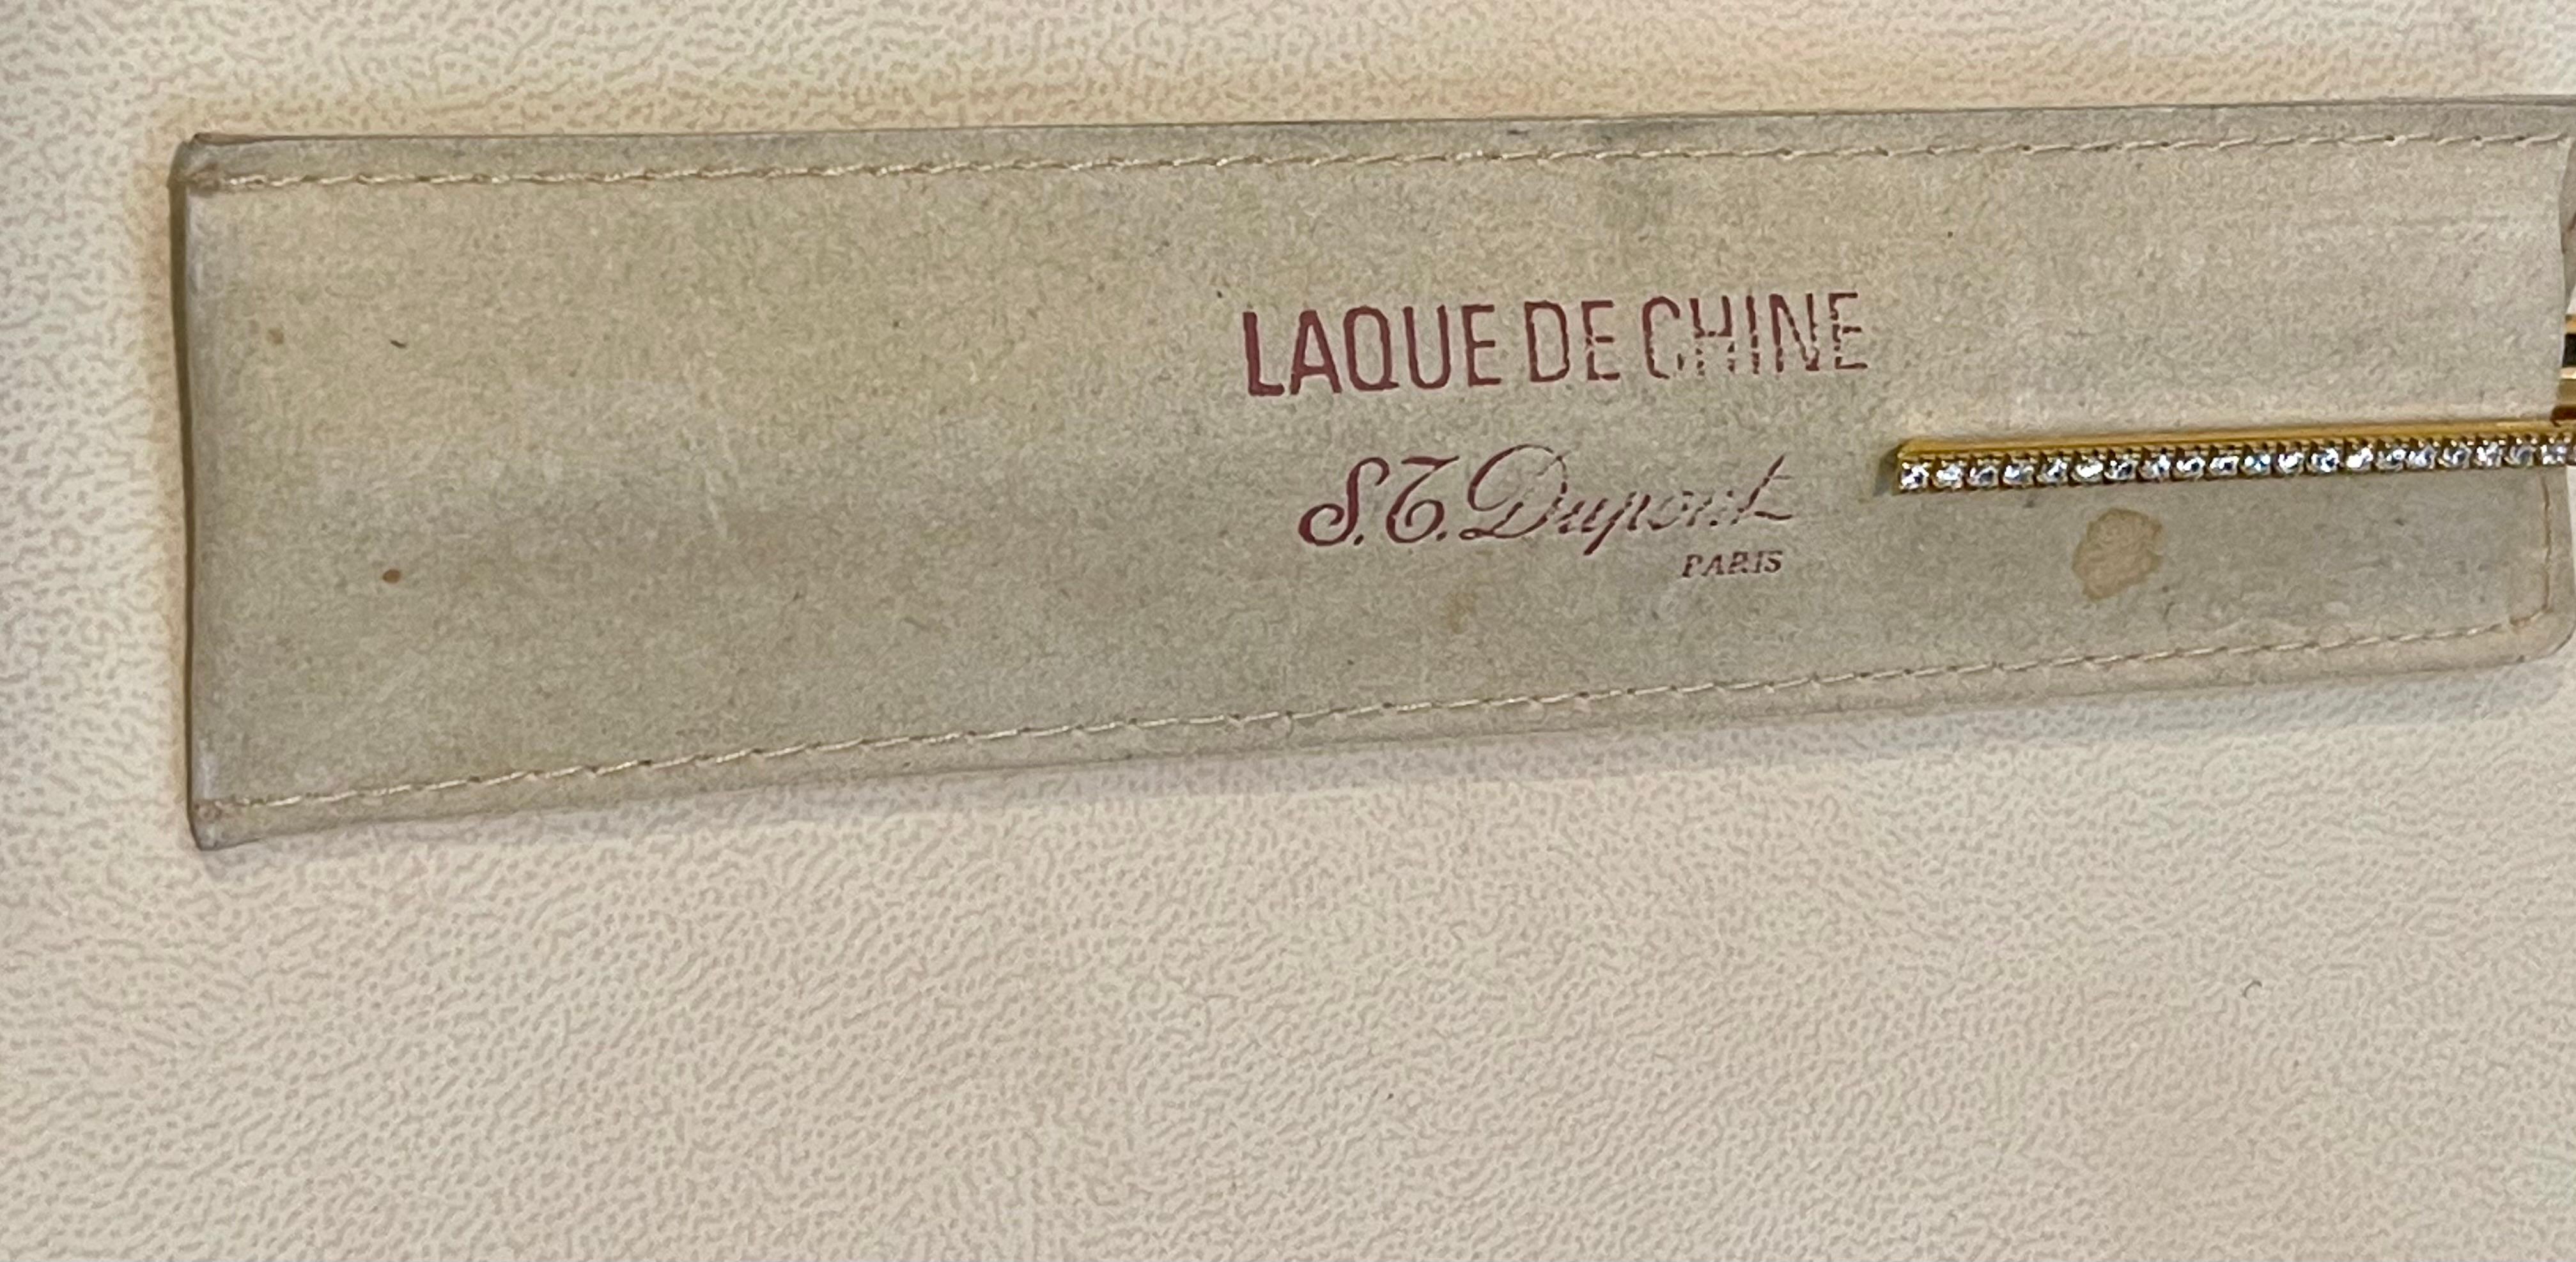 LAQUE DE CHINE
S.T. Dupont
PARIS